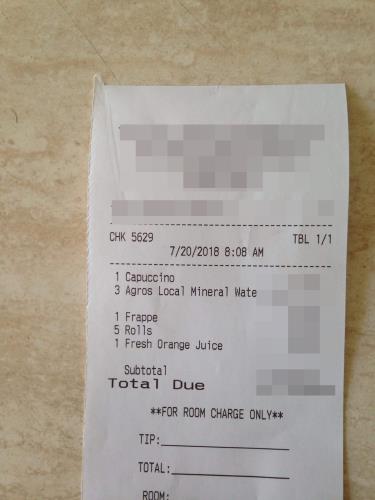 CHK 5629 TBL 1/1
7/20/2018 8:08 AM
1 Capuccino
3 Agros Local Mineral Wate
1 Frappe
5 Rolls
1 Fresh Orange Juice
Subtotal
Total Due
**FOR ROOM CHARGE ONLY**
TIP:
TOTAL:
ROOM: